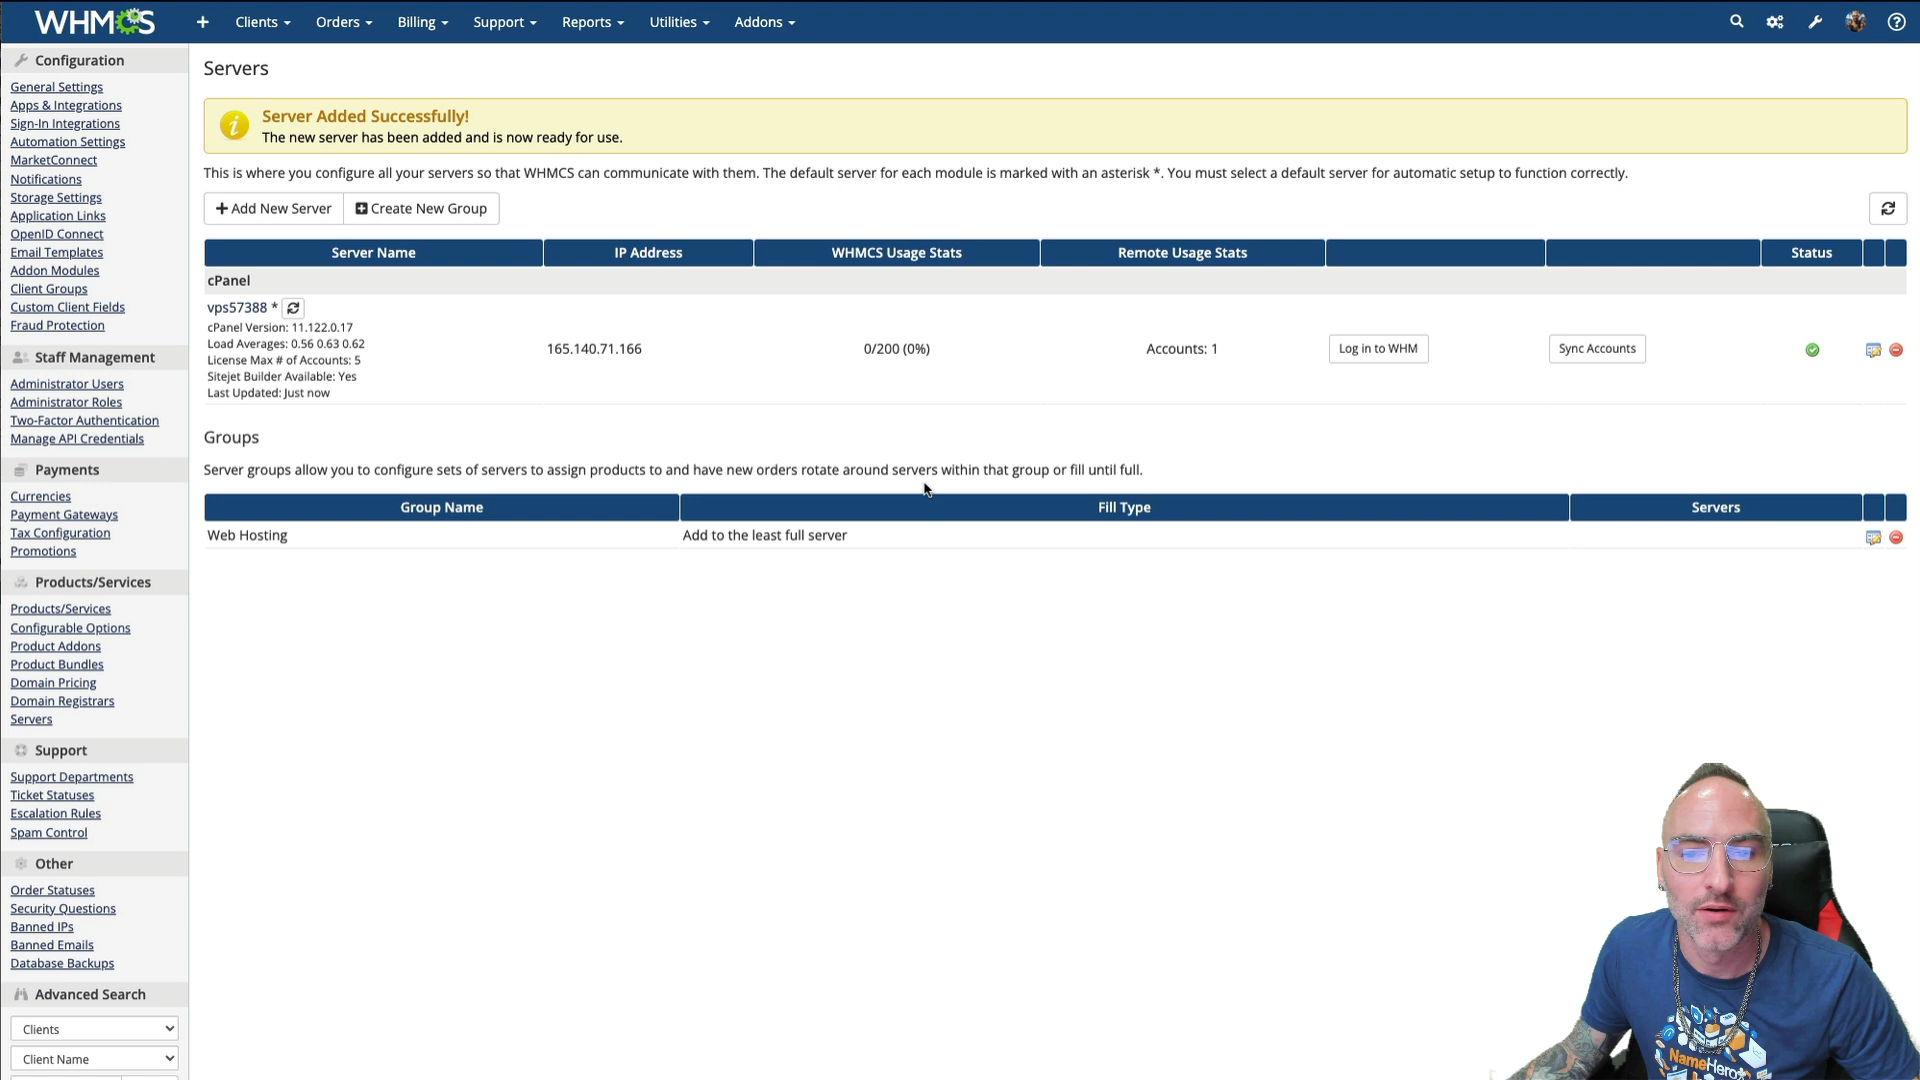 WHMCS
Clients
Orders
Billing
Support
Reports
Utilities
Addons
Configuration
General Settings
Apps & Integrations
Sign-In Integrations
Automation Settings
MarketConnect
Notifications
Storage Settings
Application Links
OpenID Connect
Email Templates
Addon Modules
Client Groups
Custom Client Fields
Fraud Protection
Staff Management
Administrator Users
Administrator Roles
Two-Factor Authentication
Manage API Credentials
Payments
Currencies
Payment Gateways
Tax Configuration
Promotions
Products/Services
Products/Services
Configurable Options
Product Addons
Product Bundles
Domain Pricing
Domain Registrars
Servers
Support
Support Departments
Ticket Statuses
Escalation Rules
Spam Control
Other
Order Statuses
Security Questions
Banned IPs
Banned Emails
Database Backups
Advanced Search
Clients
Client Name
Servers
Server Added Successfully!
The new server has been added and is now ready for use.
This is where you configure all your servers so that WHMCS can communicate with them. The default server for each module is marked with an asterisk *. You must select a default server for automatic setup to function correctly.
Add New Server
Create New Group
Server Name
IP Address
WHMCS Usage Stats
Remote Usage Stats
Status
cPanel
vps57388 *
cPanel Version: 11.122.0.17
Load Averages: 0.56 0.63 0.62
License Max # of Accounts: 5
Sitejet Builder Available: Yes
Last Updated: Just now
165.140.71.166
0/200 (0%)
Accounts: 1
Log in to WHM
Sync Accounts
Groups
Server groups allow you to configure sets of servers to assign products to and have new orders rotate around servers within that group or fill until full.
Group Name
Fill Type
Servers
Web Hosting
Add to the least full server
NameHero